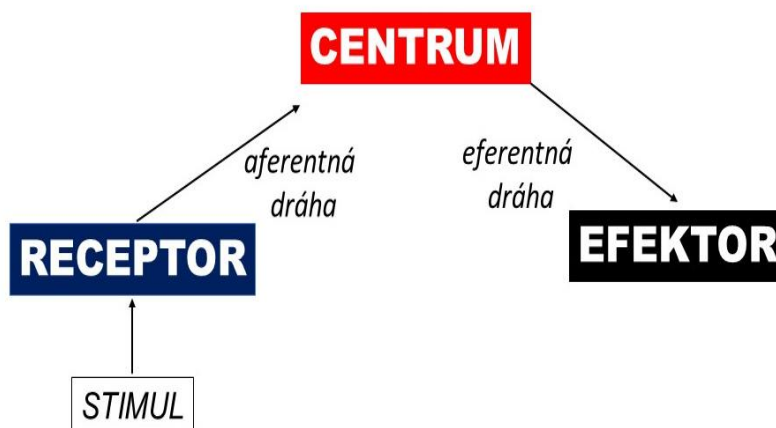 CENTRUM
aferentná
dráha
eferentná
dráha
RECEPTOR
EFEKTOR
STIMUL